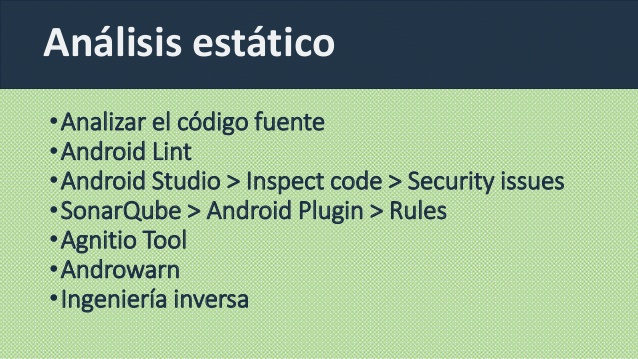 Análisis estático
•Analizar el código fuente
•Android Lint
•Android Studio > Inspect code > Security issues
•SonarQube > Android Plugin > Rules
•Agnitio Tool
•Androwarn
•Ingeniería inversa